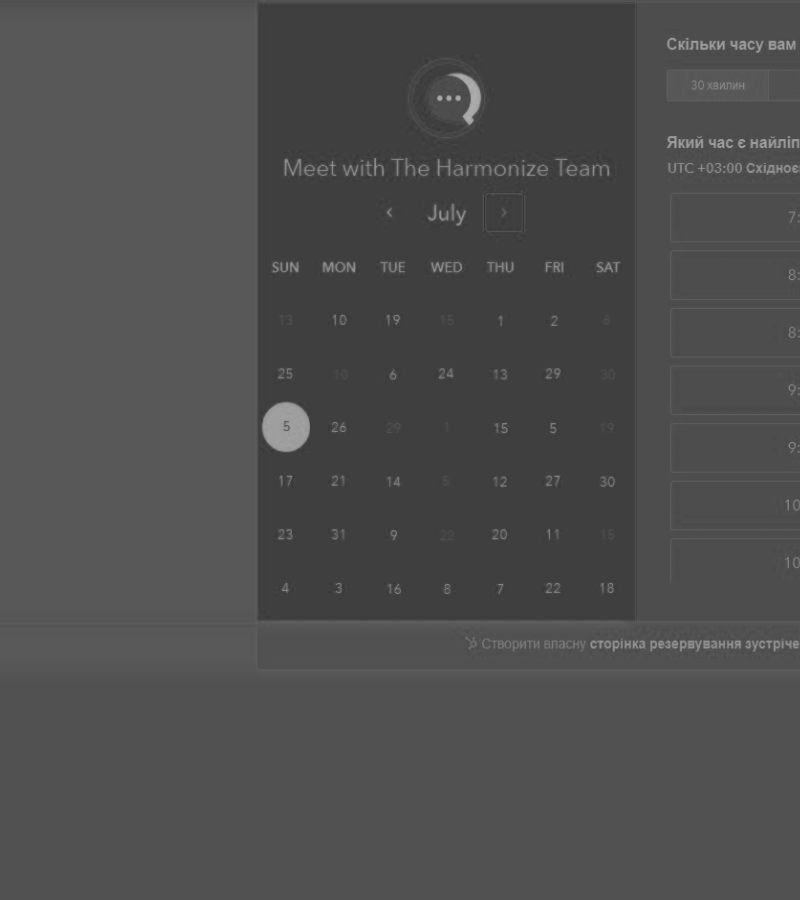 Meet with The Harmonize Team
July
SUN MON TUE WED THU FRI SAT
13 10 19 15 1 2 6
25 10 6 24 13 29 30
5 26 29 1 15 5 19
17 21 14 5 12 27 30
23 31 9 22 20 11 15
4 3 16 8 7 22 18
Скільки часу вам
30 хвилин
Який час є найліп
UTC +03:00 Східноє
7:
8:
8:
9:
9:
10
10
Створити власну сторінка резервування зустріче